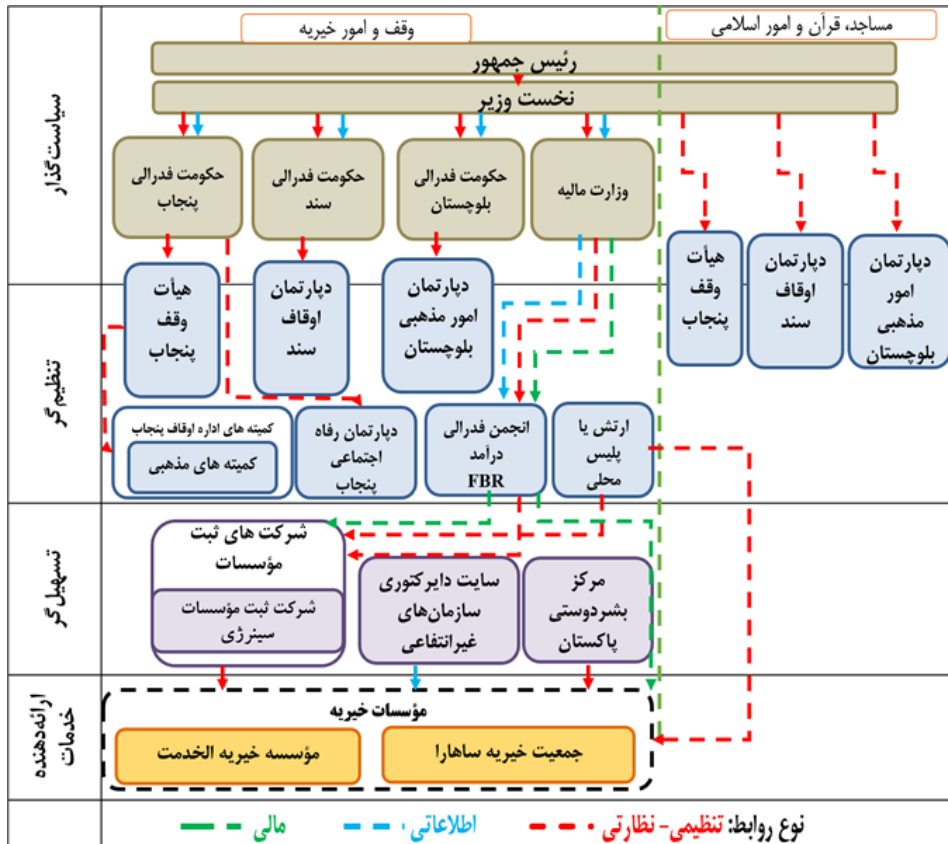 مساجد، قرآن و امور اسلامی
وقف و امور خیریه
سیاست‌گذار
رئیس جمهور
نخست وزیر
حکومت فدرالی
پنجاب
حکومت فدرالی
سند
حکومت فدرالی
بلوچستان
وزارت مالیه
هیأت
وقف
پنجاب
دپارتمان
اوقاف
سند
دپارتمان
امور
مذهبی
بلوچستان
تنظیم‌گر
هیأت
وقف
پنجاب
دپارتمان
اوقاف
سند
دپارتمان
امور مذهبی
بلوچستان
کمیته های اداره اوقاف پنجاب
کمیته های مذهبی
دپارتمان رفاه
اجتماعی
پنجاب
انجمن فدرالی
درآمد
FBR
ارتش یا
پلیس
محلی
تسهیل‌گر
شرکت های ثبت
مؤسسات
شرکت ثبت مؤسسات
سینرژی
سایت دایرکتوری
سازمان‌های
غیرانتفاعی
مرکز
بشردوستی
پاکستان
ارائه‌دهنده
خدمات
مؤسسات خیریه
جمعیت خیریه ساهارا
مؤسسه خیریه الخدمت
نوع روابط: تنظیمی- نظارتی
اطلاعاتی
مالی